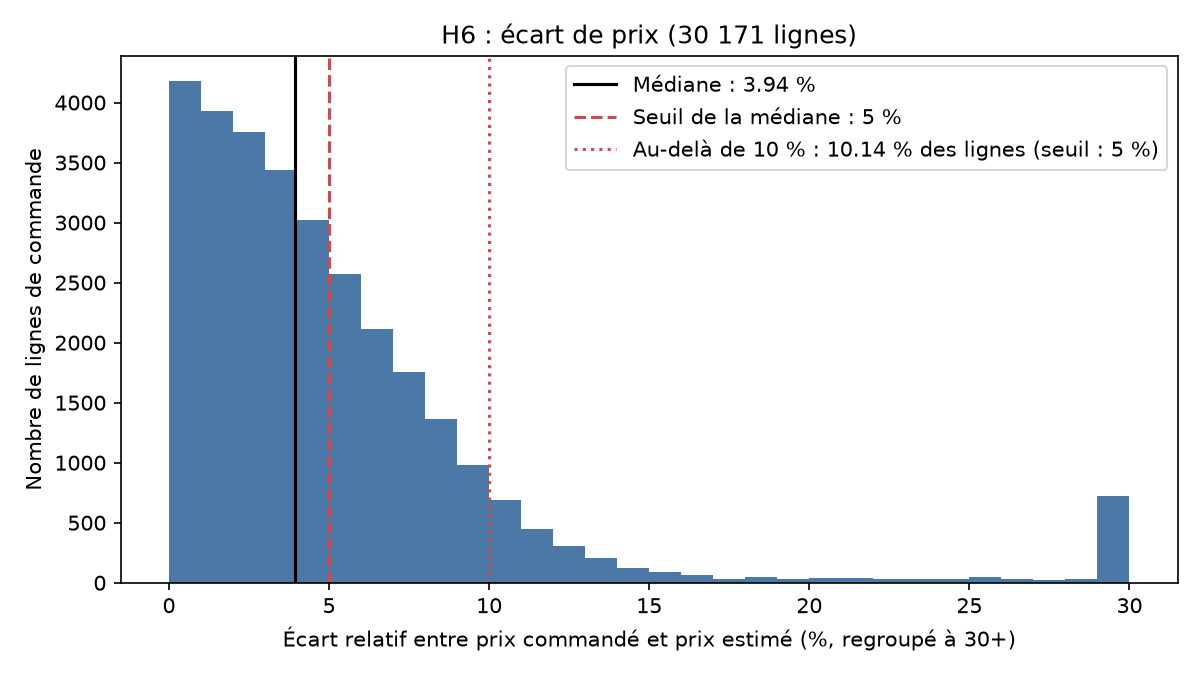 H6 : écart de prix (30 171 lignes)
Médiane : 3.94 %
Seuil de la médiane : 5 %
Au-delà de 10 % : 10.14 % des lignes (seuil : 5 %)
Nombre de lignes de commande
4000
3500
3000
2500
2000
1500
1000
500
0
0 5 10 15 20 25 30
Écart relatif entre prix commandé et prix estimé (%, regroupé à 30+)